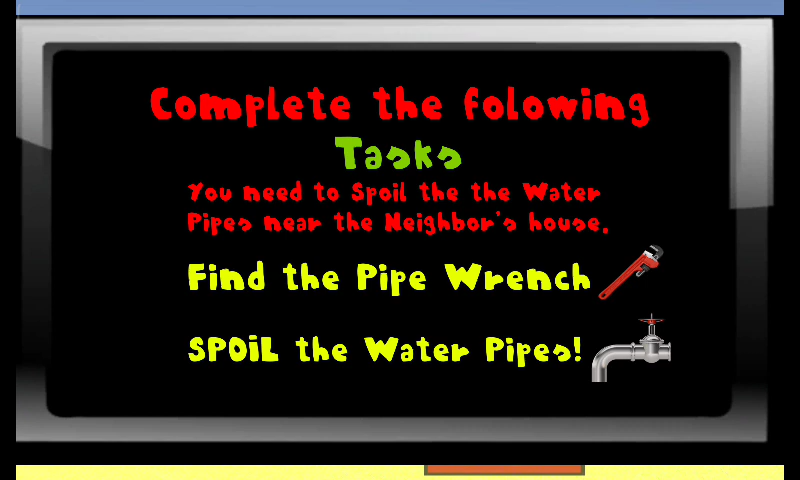 Complete the folowing
Tasks
You need to Spoil the the Water
Pipes near the Neighbor's house.
Find the Pipe Wrench
SPOiL the Water Pipes!